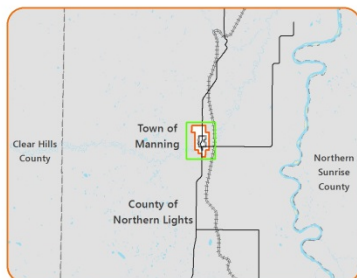 Town of
Manning
Clear Hills
County
Northern
Sunrise
County
County of
Northern Lights